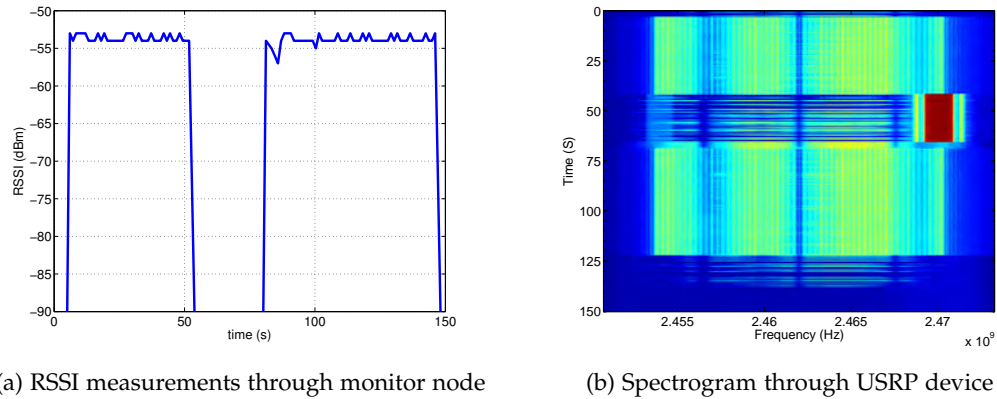 −50
−55
−60
−65
−70
−75
−80
−85
−90
RSSI (dBm)
0 50 100 150
time (s)
0
25
50
75
100
125
150
Time (S)
2.455 2.46 2.465 2.47
Frequency (Hz)
x 10⁹
a) RSSI measurements through monitor node
(b) Spectrogram through USRP device